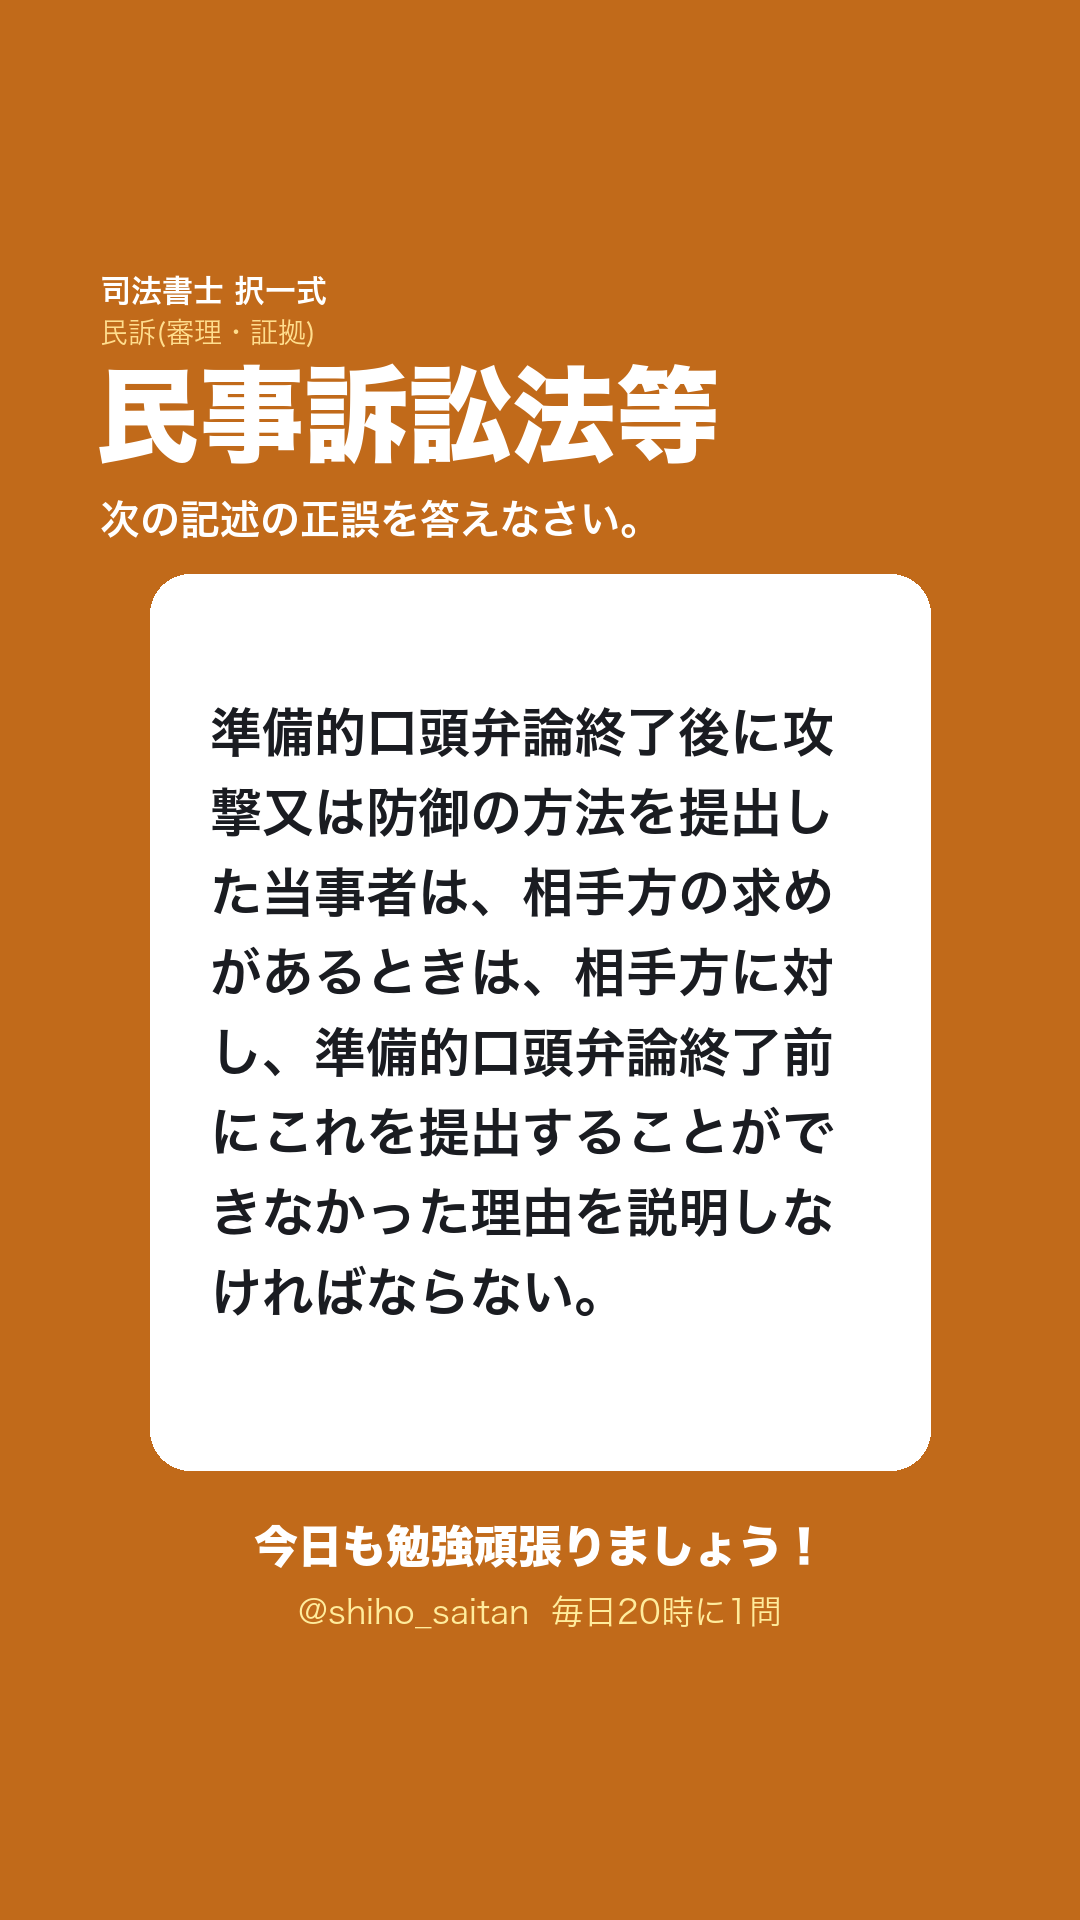 司法書士 択一式
民訴(審理・証拠)
民事訴訟法等
次の記述の正誤を答えなさい。
準備的口頭弁論終了後に攻
撃又は防御の方法を提出し
た当事者は、相手方の求め
があるときは、相手方に対
し、準備的口頭弁論終了前
にこれを提出することがで
きなかった理由を説明しな
ければならない。
今日も勉強頑張りましょう！
@shiho_saitan 毎日20時に1問